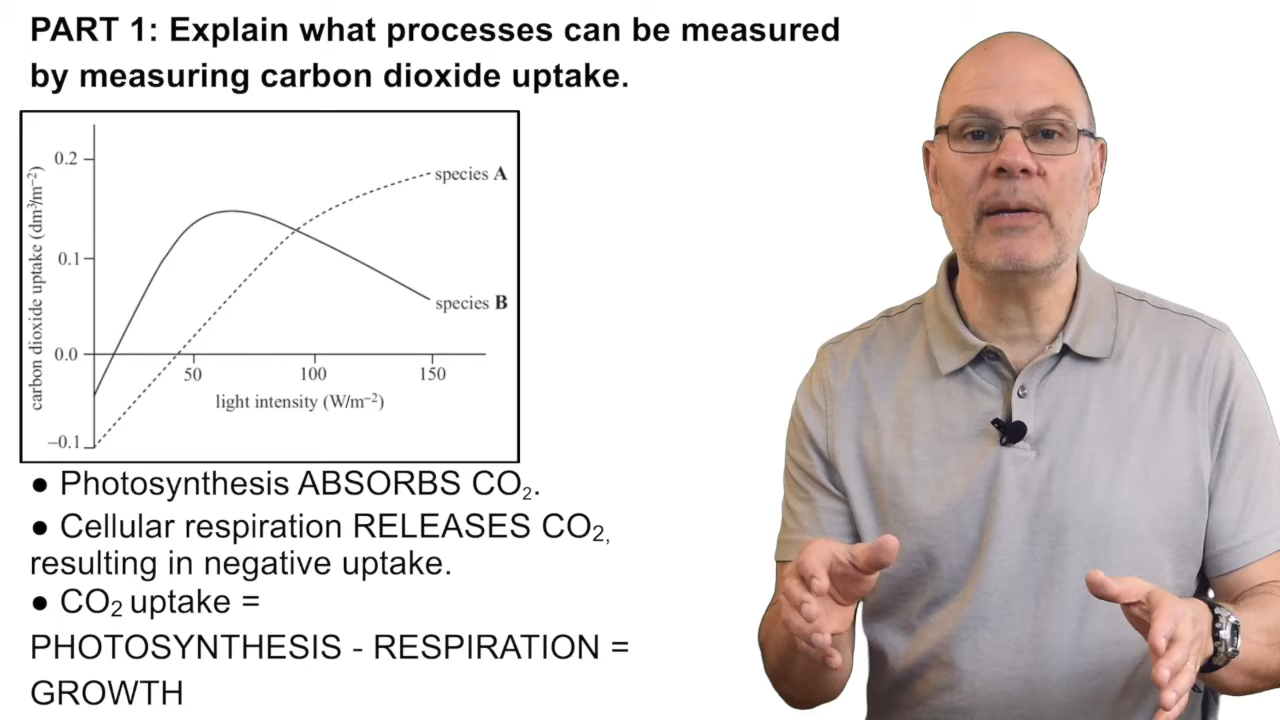 PART 1: Explain what processes can be measured
by measuring carbon dioxide uptake.
carbon dioxide uptake (dm³/m⁻²)
0.2
0.1
0.0
−0.1
species A
species B
50
100
150
light intensity (W/m⁻²)
● Photosynthesis ABSORBS CO₂.
● Cellular respiration RELEASES CO₂,
resulting in negative uptake.
● CO₂ uptake =
PHOTOSYNTHESIS - RESPIRATION =
GROWTH